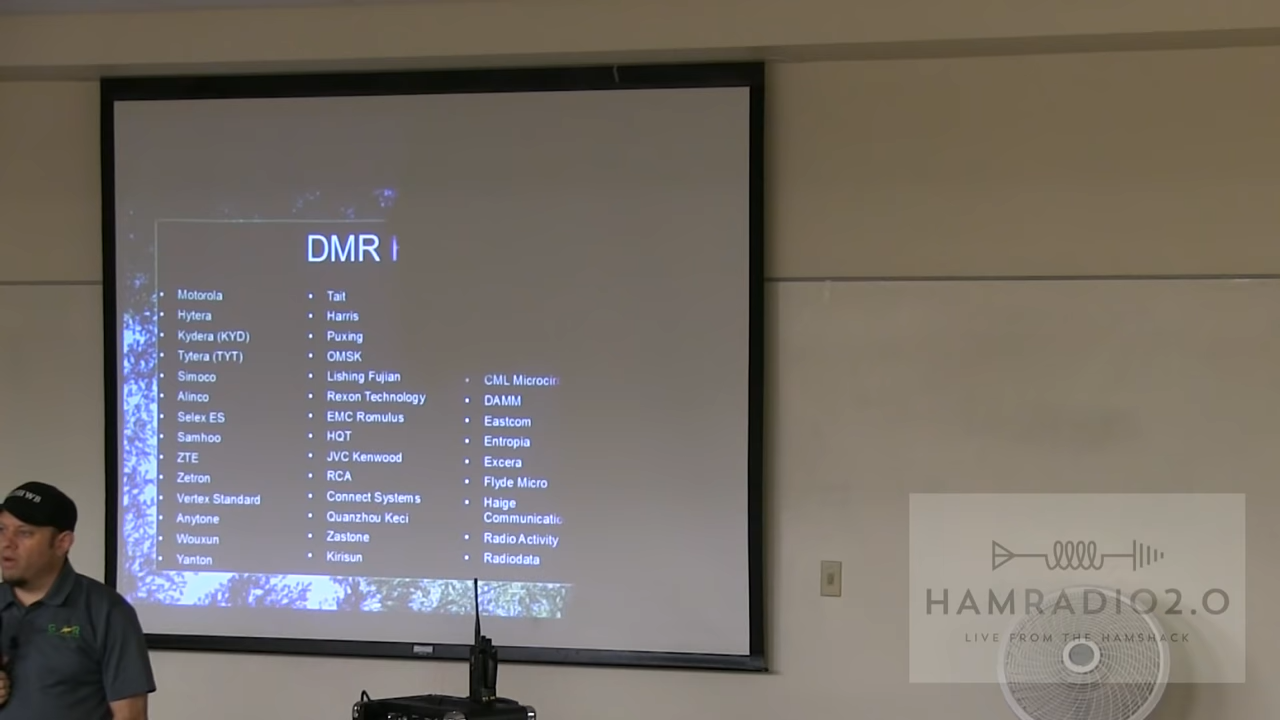 DMR
Motorola
Hytera
Kydera (KYD)
Tytera (TYT)
Simoco
Alinco
Selex ES
Samhoo
ZTE
Zetron
Vertex Standard
Anytone
Wouxun
Yanton
Tait
Harris
Puxing
OMSK
Lishing Fujian
Rexon Technology
EMC Romulus
HQT
JVC Kenwood
RCA
Connect Systems
Quanzhou Keci
Zastone
Kirisun
CML
DAMM
Eastcom
Entropia
Excera
Flyde Micro
Haige
Radio Activity
Radiodata
HAMRADIO2.0
LIVE FROM THE HAMSHACK